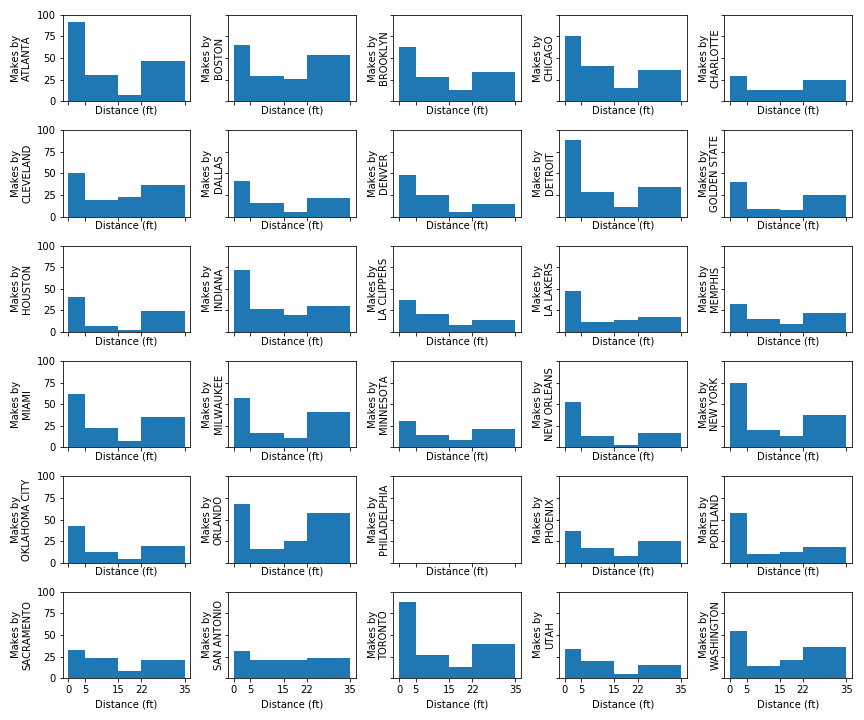 100
75
50
25
0
Makes by
ATLANTA
Distance (ft)
Makes by
BOSTON
Distance (ft)
Makes by
BROOKLYN
Distance (ft)
Makes by
CHICAGO
Distance (ft)
Makes by
CHARLOTTE
Distance (ft)
100
75
50
25
0
Makes by
CLEVELAND
Distance (ft)
Makes by
DALLAS
Distance (ft)
Makes by
DENVER
Distance (ft)
Makes by
DETROIT
Distance (ft)
Makes by
GOLDEN STATE
Distance (ft)
100
75
50
25
0
Makes by
HOUSTON
Distance (ft)
Makes by
INDIANA
Distance (ft)
Makes by
LA CLIPPERS
Distance (ft)
Makes by
LA LAKERS
Distance (ft)
Makes by
MEMPHIS
Distance (ft)
100
75
50
25
0
Makes by
MIAMI
Distance (ft)
Makes by
MILWAUKEE
Distance (ft)
Makes by
MINNESOTA
Distance (ft)
Makes by
NEW ORLEANS
Distance (ft)
Makes by
NEW YORK
Distance (ft)
100
75
50
25
0
Makes by
OKLAHOMA CITY
Distance (ft)
Makes by
ORLANDO
Distance (ft)
Makes by
PHILADELPHIA
Distance (ft)
Makes by
PHOENIX
Distance (ft)
Makes by
PORTLAND
Distance (ft)
100
75
50
25
0
Makes by
SACRAMENTO
0 5 15 22 35
Distance (ft)
Makes by
SAN ANTONIO
0 5 15 22 35
Distance (ft)
Makes by
TORONTO
0 5 15 22 35
Distance (ft)
Makes by
UTAH
0 5 15 22 35
Distance (ft)
Makes by
WASHINGTON
0 5 15 22 35
Distance (ft)